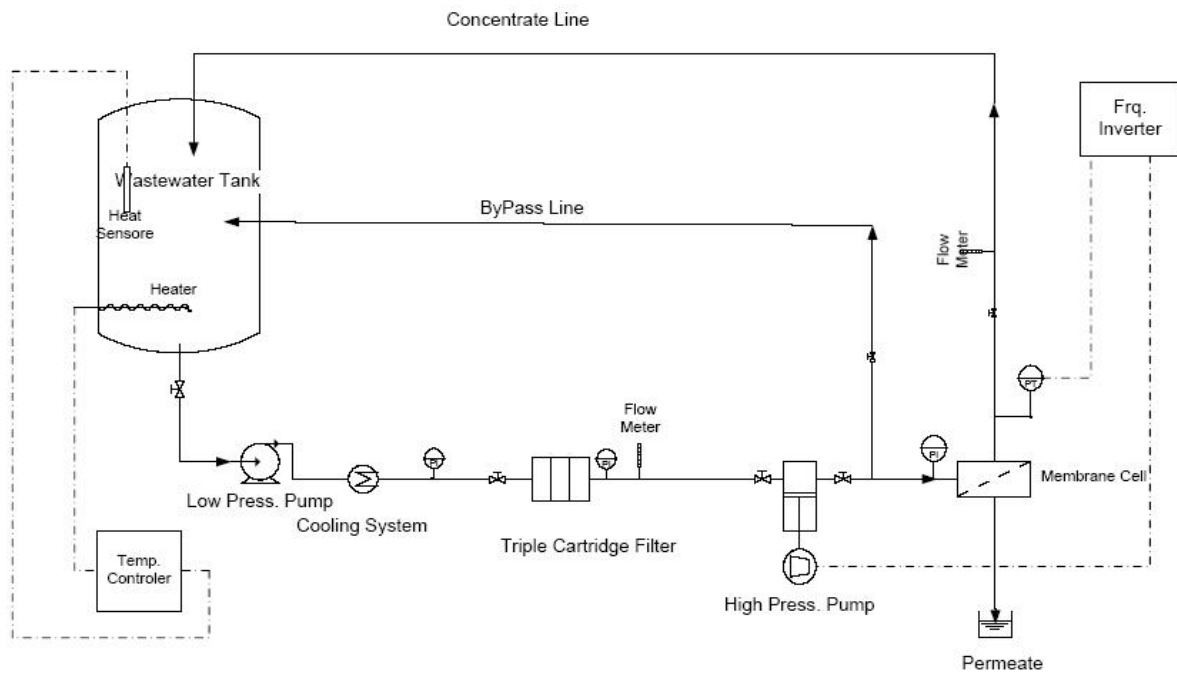 Concentrate Line
Frq.
Inverter
Wastewater Tank
Heat
Sensore
ByPass Line
Flow
Meter
Heater
PT
Flow
Meter
PI
PI
PI
Membrane Cell
Low Press. Pump
Cooling System
Triple Cartridge Filter
Temp.
Controler
High Press. Pump
Permeate